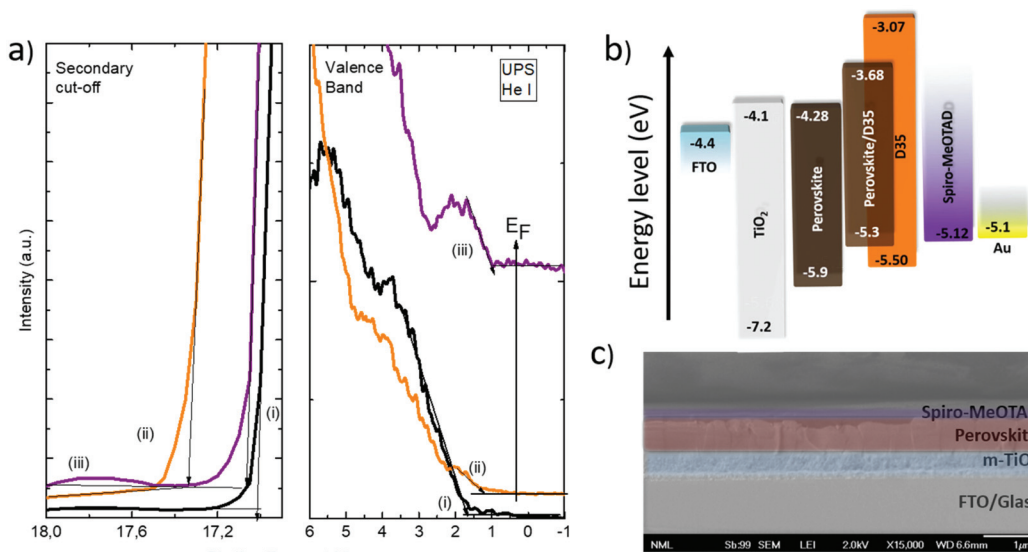 a)
Secondary
cut-off
Valence
Band
UPS
He I
(i)
(ii)
(iii)
EF
(iii)
(ii)
(i)
Intensity (a.u.)
18,0
17,6
17,2
6
5
4
3
2
1
0
-1
b)
Energy level (eV)
-4.4
FTO
-4.1
TiO2
-7.2
-4.28
Perovskite
-5.9
-3.68
Perovskite/D35
-5.3
-3.07
D35
-5.50
Spiro-MeOTAD
-5.12
-5.1
Au
c)
Spiro-MeOTA
Perovskit
m-TiO
FTO/Glas
NML Sb:99 SEM LEI 2.0kV X15,000 WD 6.6mm 1μ